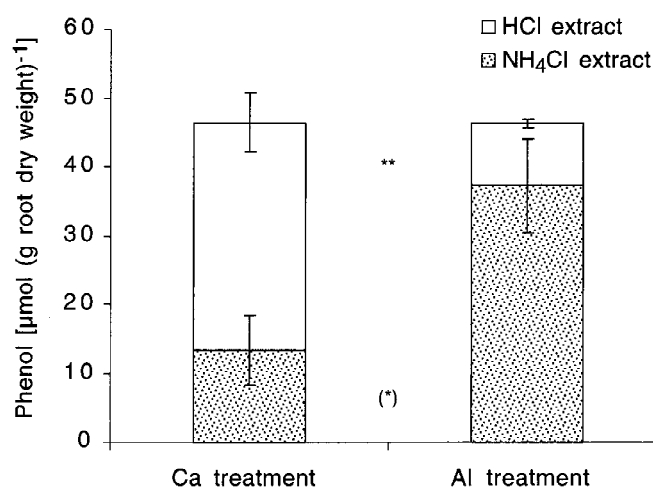 60
50
40
30
20
10
0
Phenol [μmol (g root dry weight)⁻¹]
HCl extract
NH₄Cl extract
**
(*)
Ca treatment Al treatment